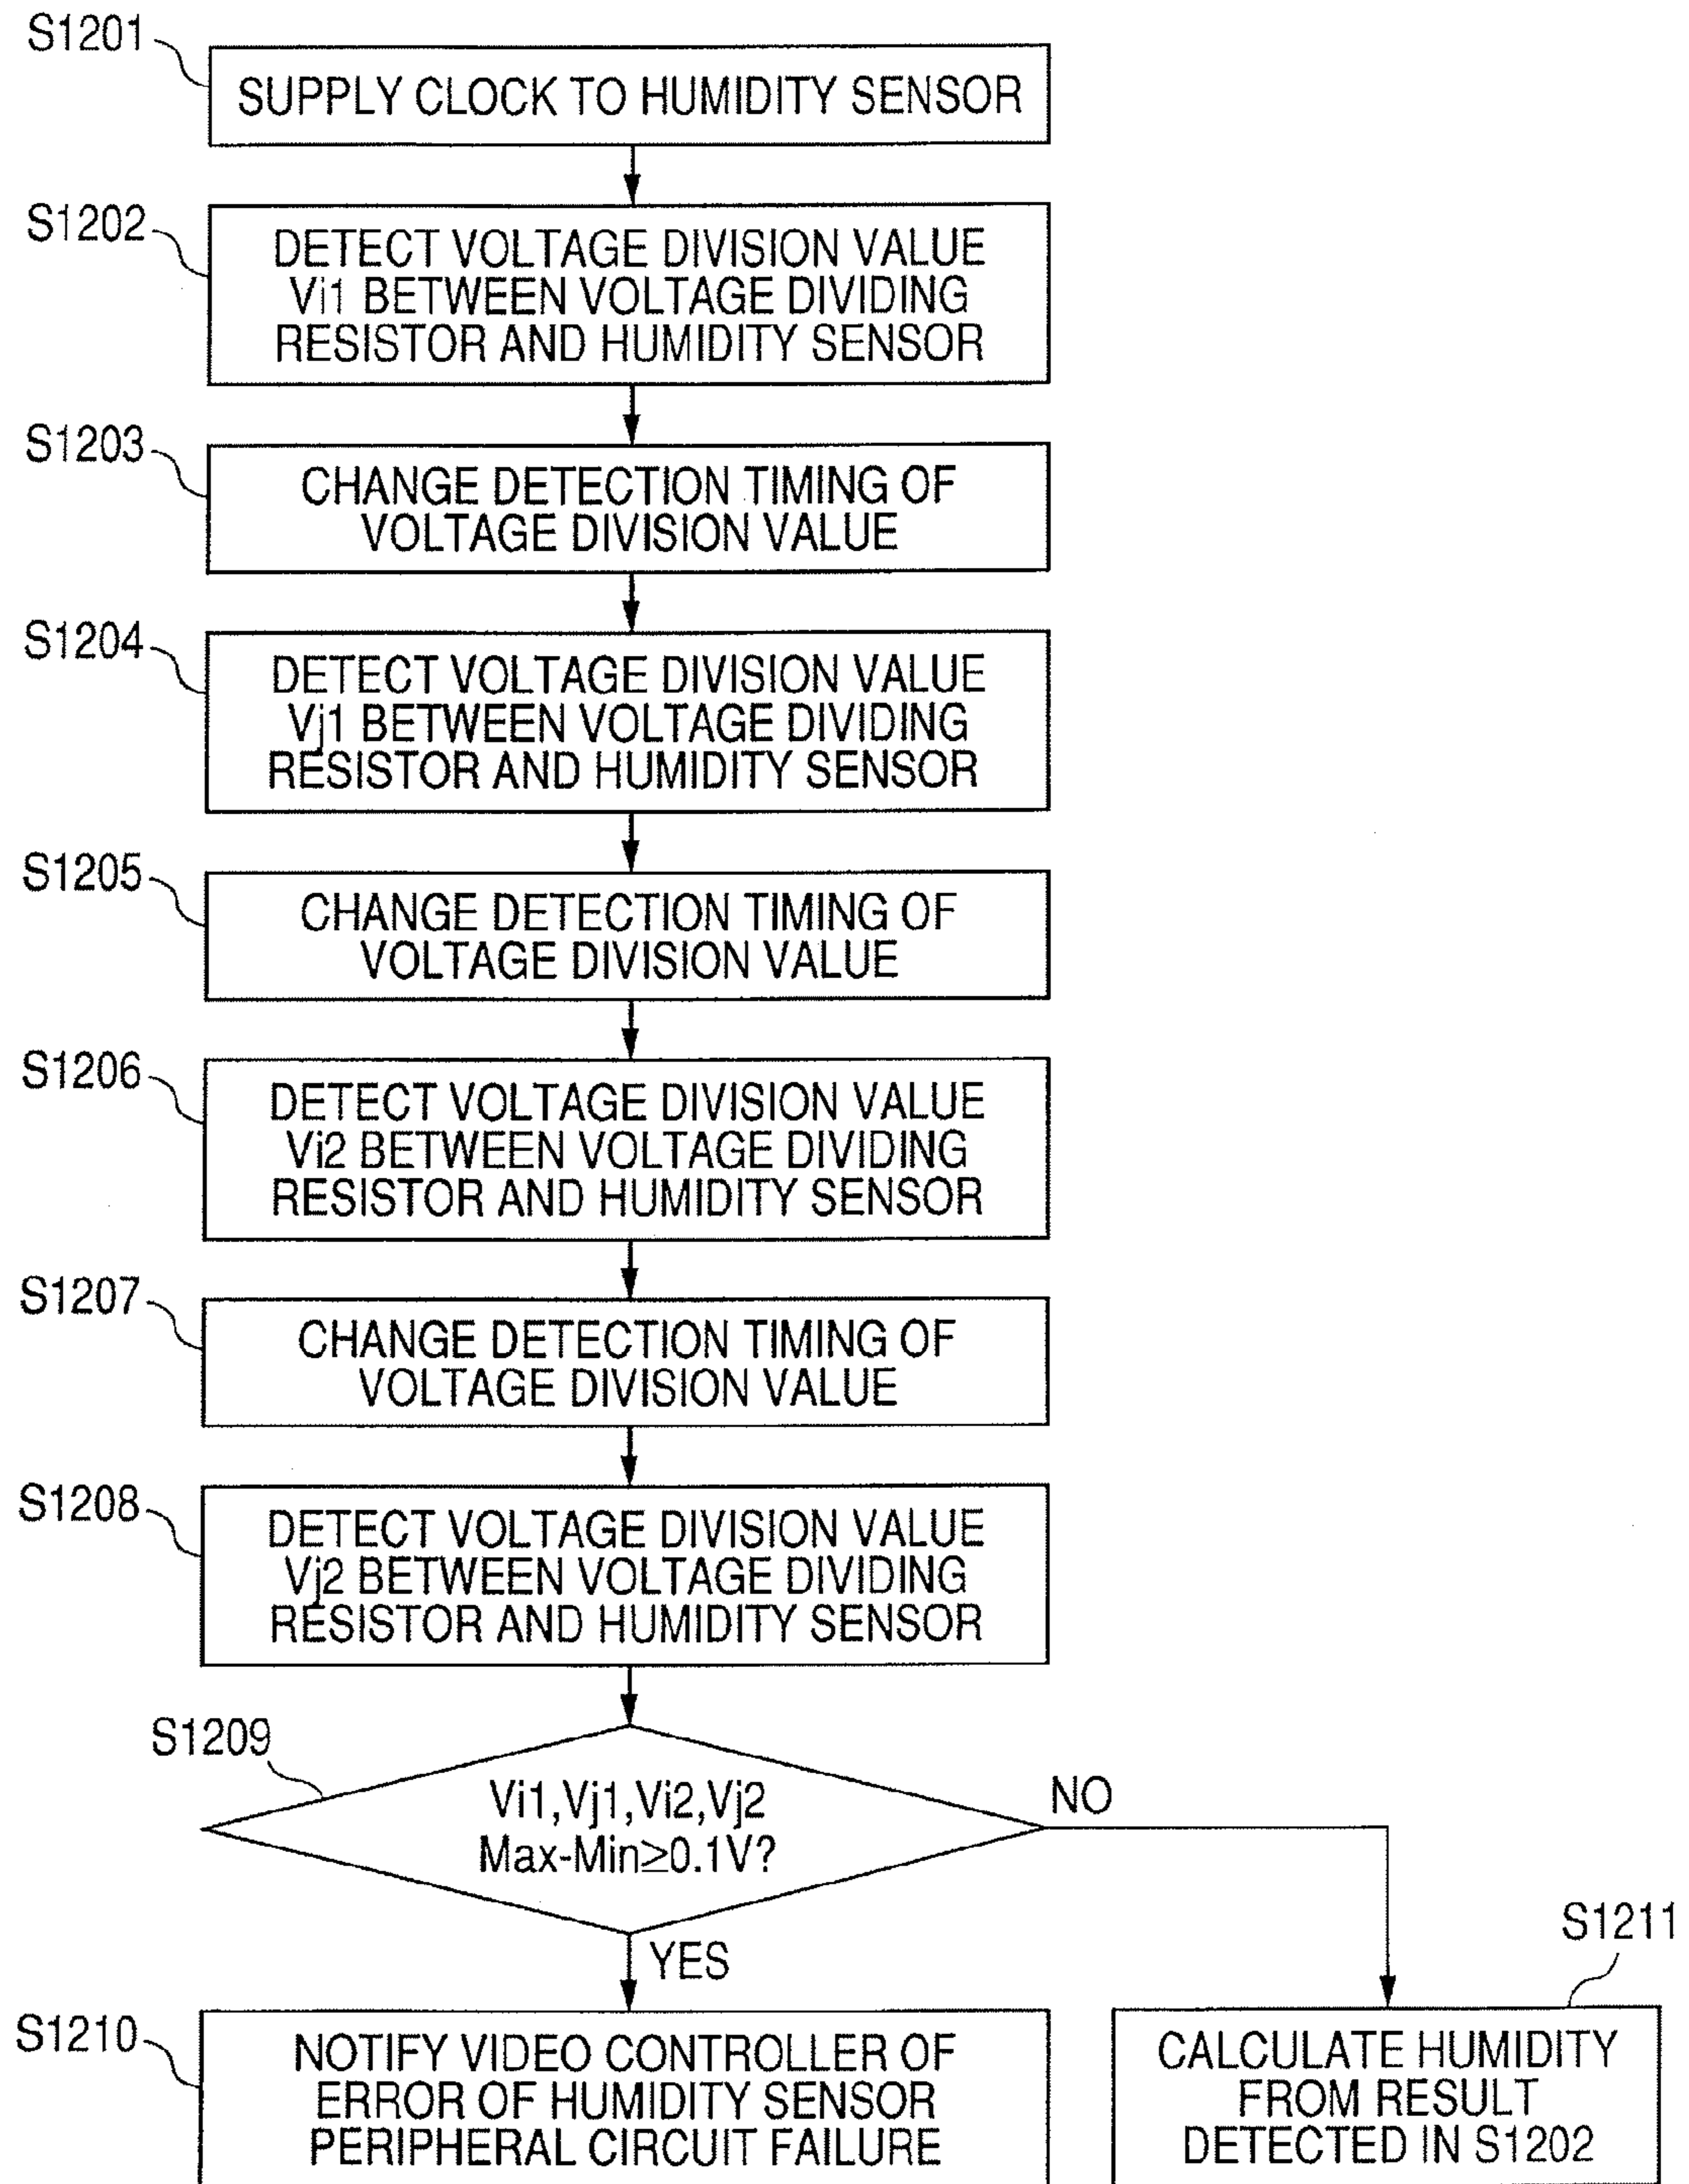 S1201
SUPPLY CLOCK TO HUMIDITY SENSOR
S1202
DETECT VOLTAGE DIVISION VALUE
Vi1 BETWEEN VOLTAGE DIVIDING
RESISTOR AND HUMIDITY SENSOR
S1203
CHANGE DETECTION TIMING OF
VOLTAGE DIVISION VALUE
S1204
DETECT VOLTAGE DIVISION VALUE
Vj1 BETWEEN VOLTAGE DIVIDING
RESISTOR AND HUMIDITY SENSOR
S1205
CHANGE DETECTION TIMING OF
VOLTAGE DIVISION VALUE
S1206
DETECT VOLTAGE DIVISION VALUE
Vi2 BETWEEN VOLTAGE DIVIDING
RESISTOR AND HUMIDITY SENSOR
S1207
CHANGE DETECTION TIMING OF
VOLTAGE DIVISION VALUE
S1208
DETECT VOLTAGE DIVISION VALUE
Vj2 BETWEEN VOLTAGE DIVIDING
RESISTOR AND HUMIDITY SENSOR
S1209
Vi1,Vj1,Vi2,Vj2
Max-Min≥0.1V?
NO
YES
S1210
NOTIFY VIDEO CONTROLLER OF
ERROR OF HUMIDITY SENSOR
PERIPHERAL CIRCUIT FAILURE
S1211
CALCULATE HUMIDITY
FROM RESULT
DETECTED IN S1202